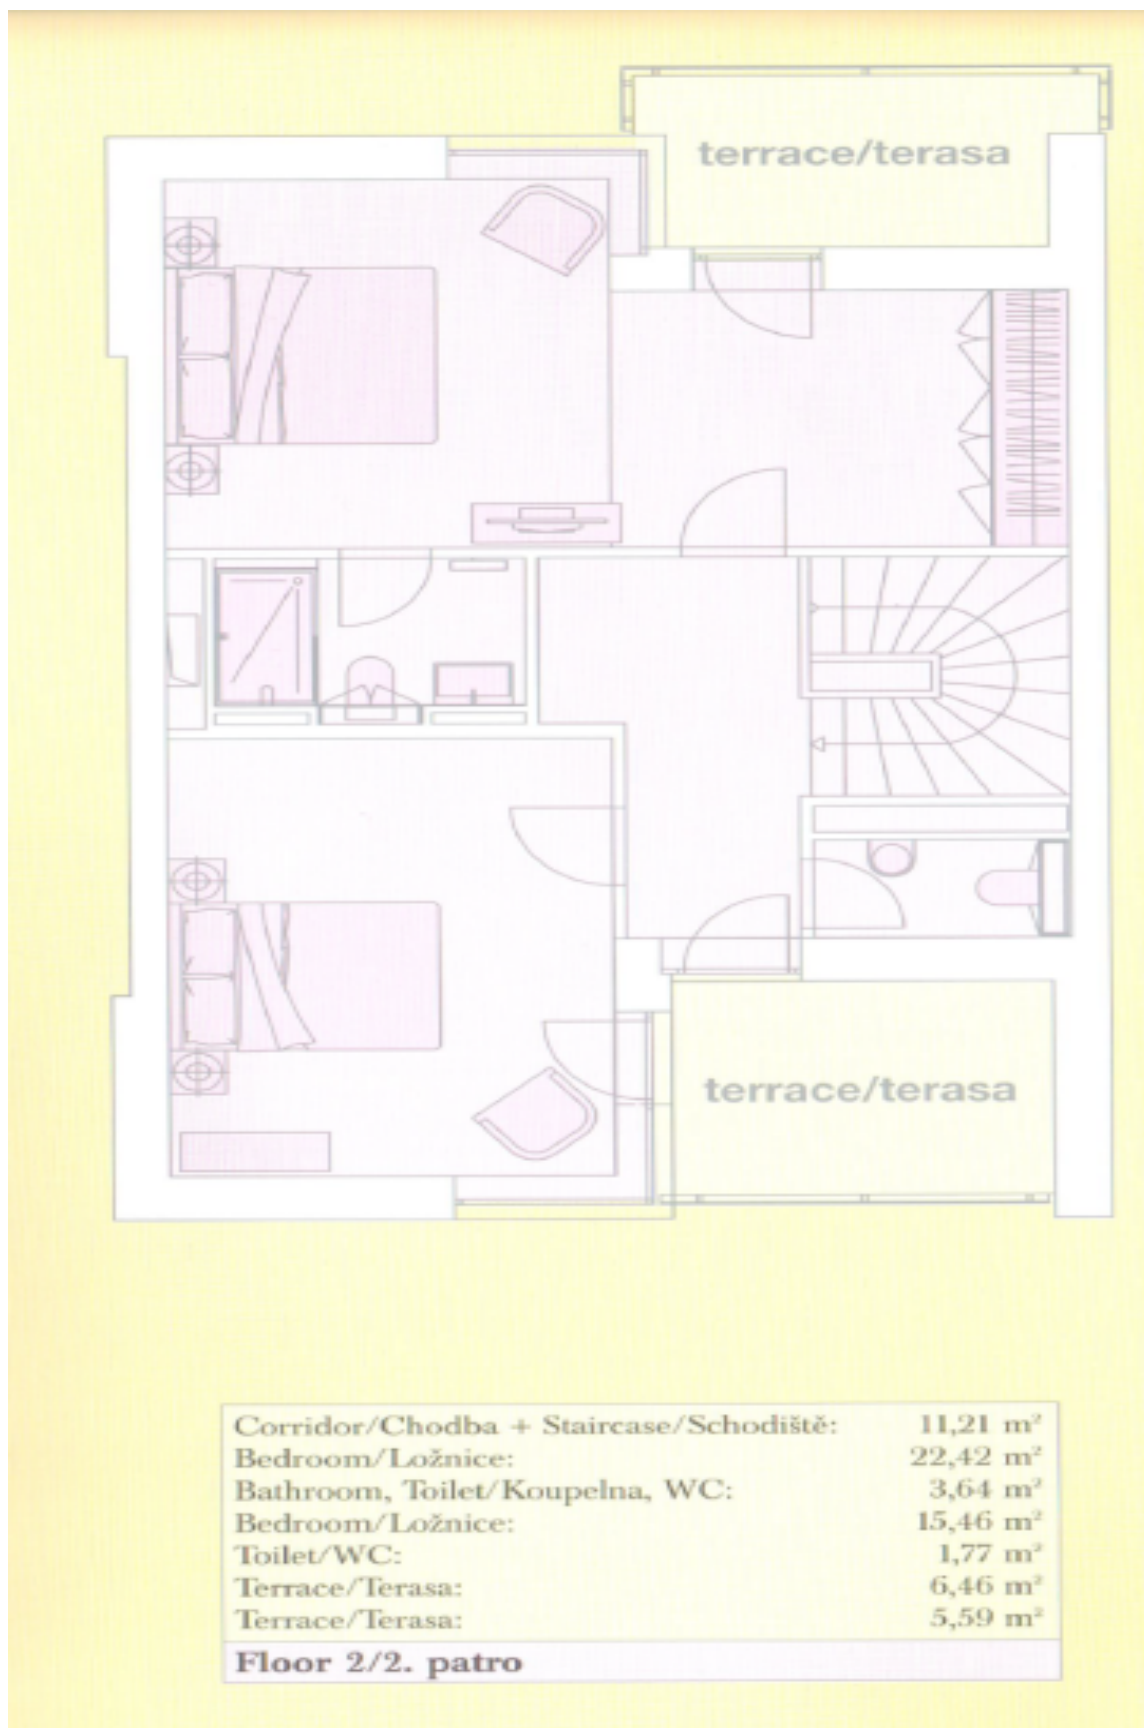 terrace/terasa
terrace/terasa
Corridor/Chodba + Staircase/Schodiště: 11,21 m²
Bedroom/Ložnice: 22,42 m²
Bathroom, Toilet/Koupelna, WC: 3,64 m²
Bedroom/Ložnice: 15,46 m²
Toilet/WC: 1,77 m²
Terrace/Terasa: 6,46 m²
Terrace/Terasa: 5,59 m²
Floor 2/2. patro